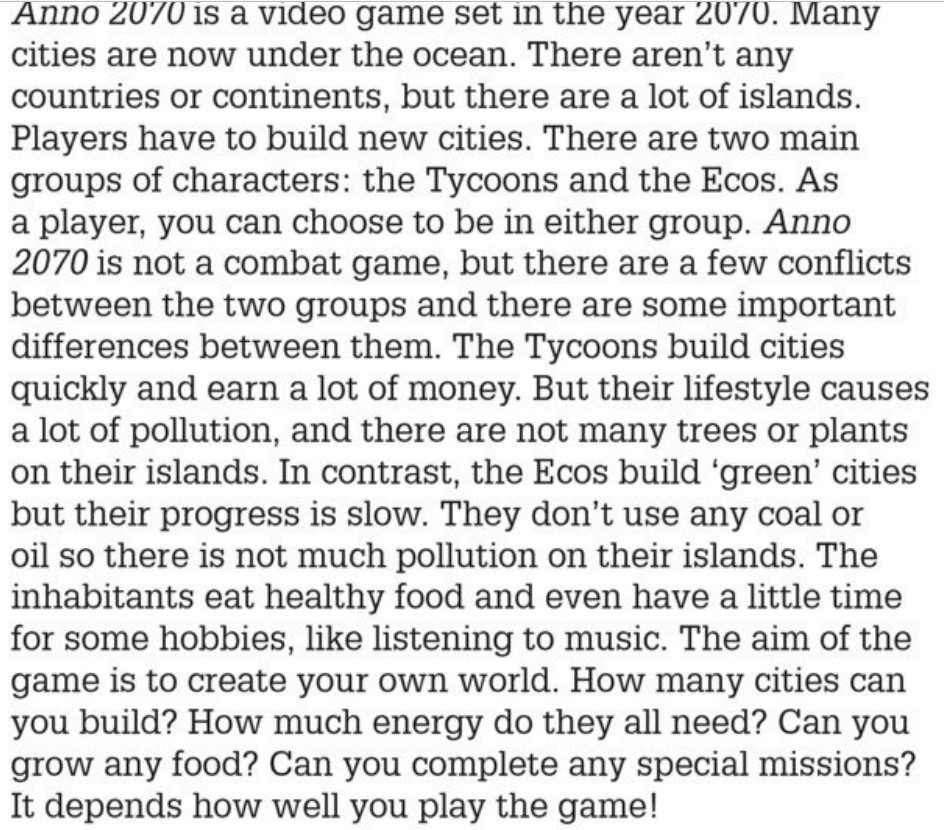 Anno 2070 is a video game set in the year 2070. Many
cities are now under the ocean. There aren’t any
countries or continents, but there are a lot of islands.
Players have to build new cities. There are two main
groups of characters: the Tycoons and the Ecos. As
a player, you can choose to be in either group. Anno
2070 is not a combat game, but there are a few conflicts
between the two groups and there are some important
differences between them. The Tycoons build cities
quickly and earn a lot of money. But their lifestyle causes
a lot of pollution, and there are not many trees or plants
on their islands. In contrast, the Ecos build ‘green’ cities
but their progress is slow. They don’t use any coal or
oil so there is not much pollution on their islands. The
inhabitants eat healthy food and even have a little time
for some hobbies, like listening to music. The aim of the
game is to create your own world. How many cities can
you build? How much energy do they all need? Can you
grow any food? Can you complete any special missions?
It depends how well you play the game!